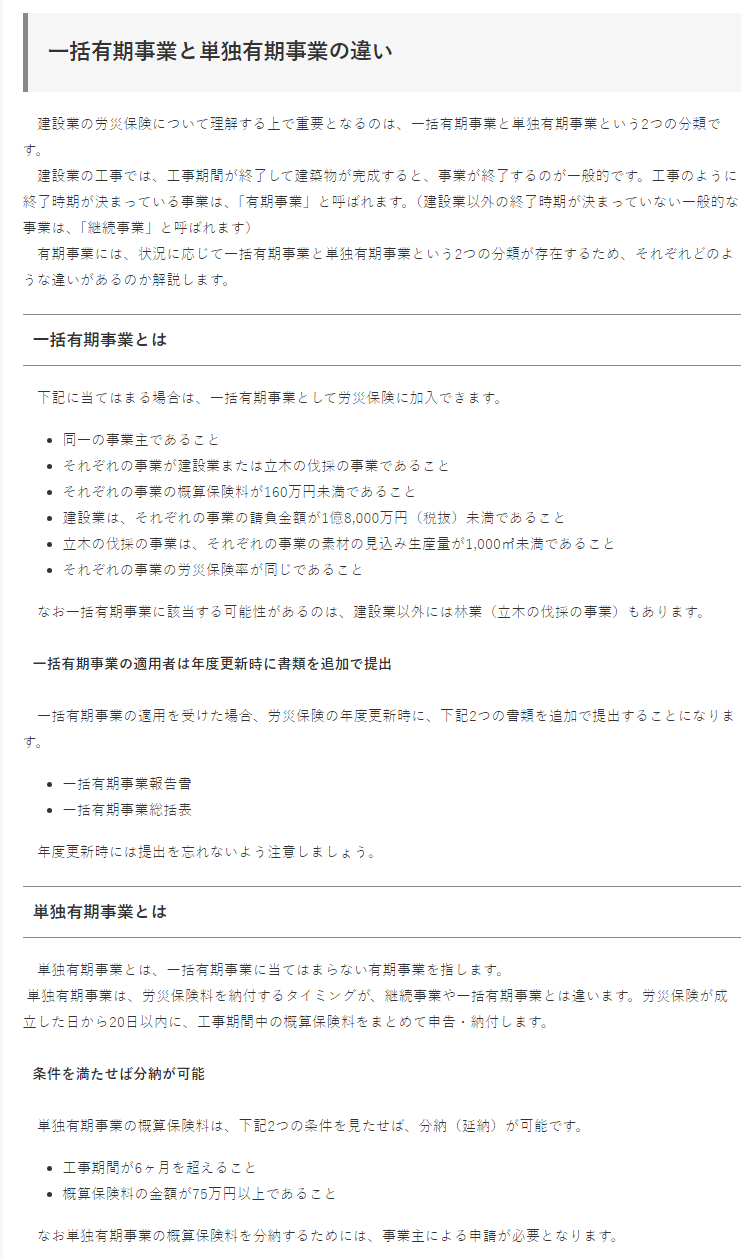 一括有期事業と単独有期事業の違い
建設業の労災保険について理解する上で重要となるのは、一括有期事業と単独有期事業という2つの分類で
す。
建設業の工事では、工事期間が終了して建築物が完成すると、事業が終了するのが一般的です。工事のように
終了時期が決まっている事業は、「有期事業」と呼ばれます。（建設業以外の終了時期が決まっていない一般的な
事業は、「継続事業」と呼ばれます）
有期事業には、状況に応じて一括有期事業と単独有期事業という2つの分類が存在するため、それぞれどのよ
うな違いがあるのか解説します。
一括有期事業とは
下記に当てはまる場合は、一括有期事業として労災保険に加入できます。
• 同一の事業主であること
• それぞれの事業が建設業または立木の伐採の事業であること
• それぞれの事業の概算保険料が160万円未満であること
• 建設業は、それぞれの事業の請負金額が1億8,000万円（税抜）未満であること
• 立木の伐採の事業は、それぞれの事業の素材の見込み生産量が1,000㎥未満であること
• それぞれの事業の労災保険率が同じであること
なお一括有期事業に該当する可能性があるのは、建設業以外には林業（立木の伐採の事業）もあります。
一括有期事業の適用者は年度更新時に書類を追加で提出
一括有期事業の適用を受けた場合、労災保険の年度更新時に、下記2つの書類を追加で提出することになりま
す。
• 一括有期事業報告書
• 一括有期事業総括表
年度更新時には提出を忘れないよう注意しましょう。
単独有期事業とは
単独有期事業とは、一括有期事業に当てはまらない有期事業を指します。
単独有期事業は、労災保険料を納付するタイミングが、継続事業や一括有期事業とは違います。労災保険が成
立した日から20日以内に、工事期間中の概算保険料をまとめて申告・納付します。
条件を満たせば分納が可能
単独有期事業の概算保険料は、下記2つの条件を見たせば、分納（延納）が可能です。
• 工事期間が6ヶ月を超えること
• 概算保険料の金額が75万円以上であること
なお単独有期事業の概算保険料を分納するためには、事業主による申請が必要となります。